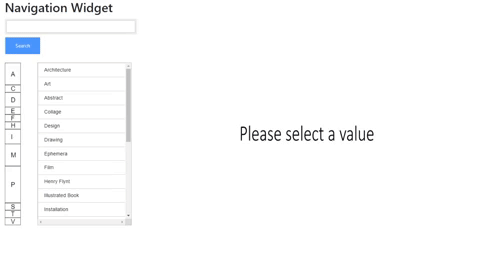 Navigation Widget
Search
A
C
D
E
F
H
I
M
P
S
T
V
Architecture
Art
Abstract
Collage
Design
Drawing
Ephemera
Film
Henry Flynt
Illustrated Book
Installation
Please select a value